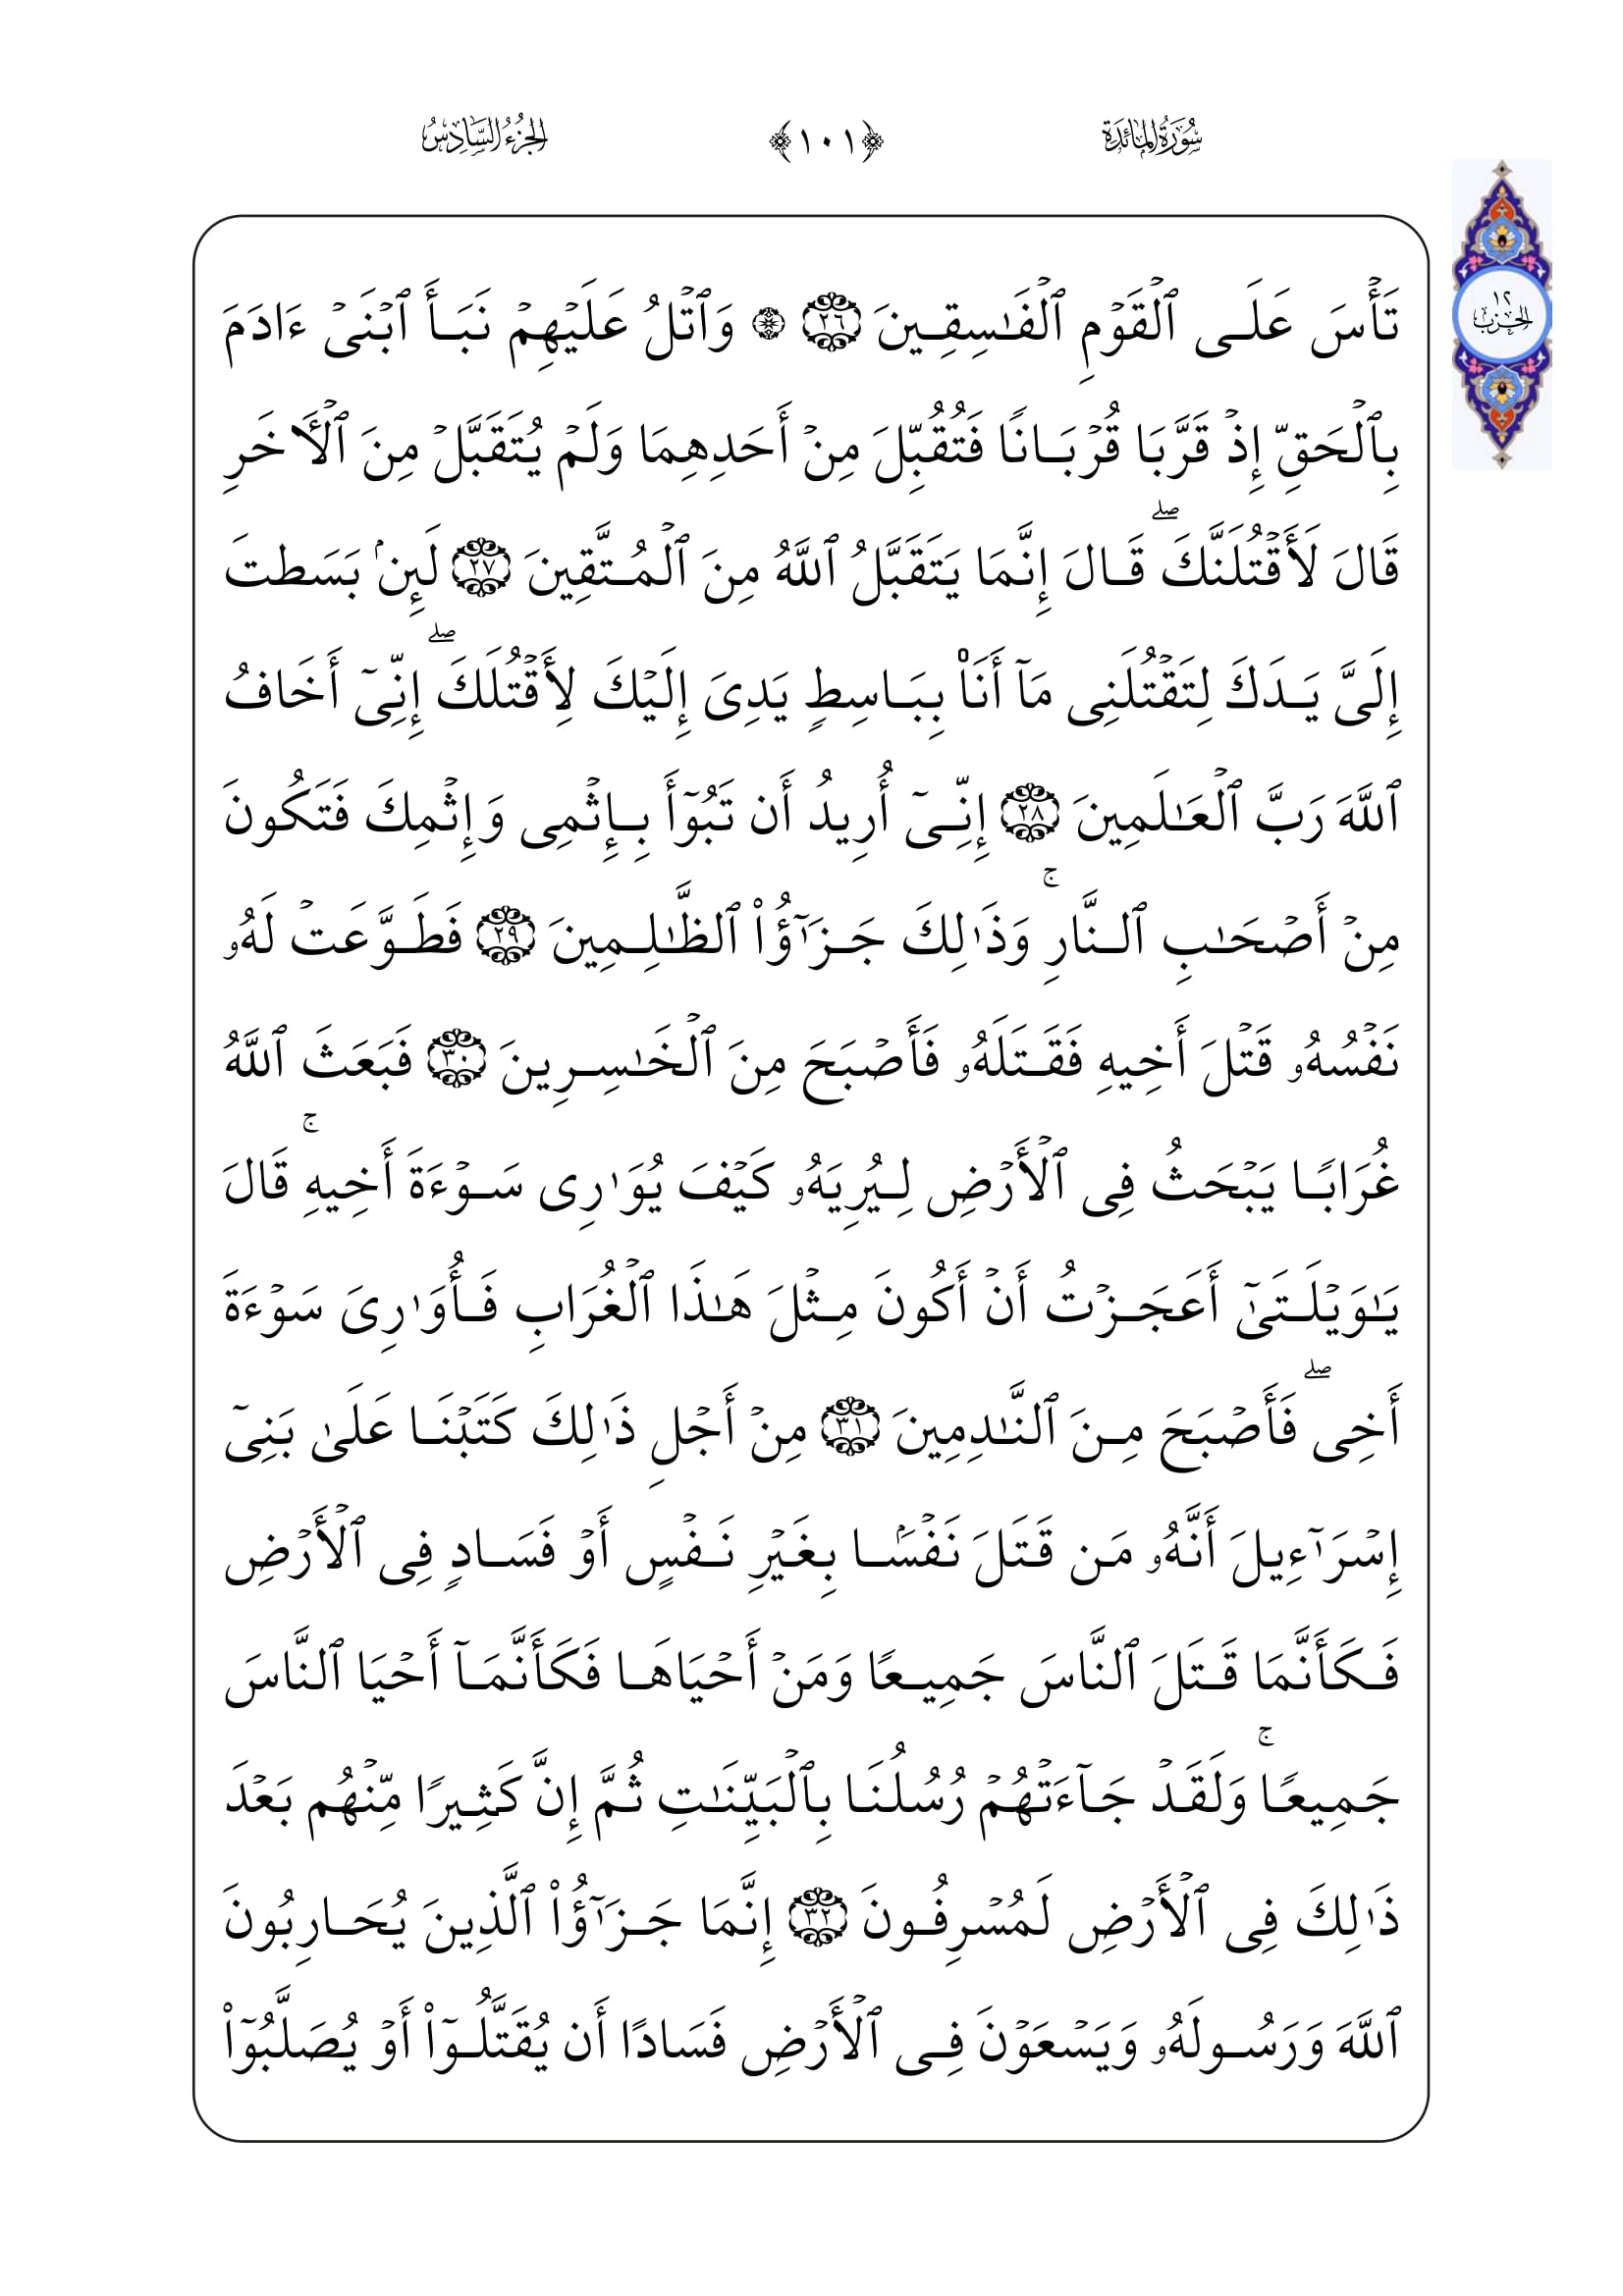 سُورَةُ المَائدَة
﴿١٠١﴾
الجُزءُ السَّادِسُ
الحِزب ١٢
تَأۡسَ عَلَى ٱلۡقَوۡمِ ٱلۡفَـٰسِقِينَ ٢٦ ۞ وَٱتۡلُ عَلَيۡهِمۡ نَبَأَ ٱبۡنَىۡ ءَادَمَ
بِٱلۡحَقِّ إِذۡ قَرَّبَا قُرۡبَانًا فَتُقُبِّلَ مِنۡ أَحَدِهِمَا وَلَمۡ يُتَقَبَّلۡ مِنَ ٱلۡأَخَرِ
قَالَ لَأَقۡتُلَنَّكَۖ قَالَ إِنَّمَا يَتَقَبَّلُ ٱللَّهُ مِنَ ٱلۡمُتَّقِينَ ٢٧ لَئِنۢ بَسَطتَ
إِلَىَّ يَدَكَ لِتَقۡتُلَنِى مَآ أَنَا۠ بِبَاسِطٍ يَدِىَ إِلَيۡكَ لِأَقۡتُلَكَۖ إِنِّىٓ أَخَافُ
ٱللَّهَ رَبَّ ٱلۡعَـٰلَمِينَ ٢٨ إِنِّىٓ أُرِيدُ أَن تَبُوٓأَ بِإِثۡمِى وَإِثۡمِكَ فَتَكُونَ
مِنۡ أَصۡحَـٰبِ ٱلنَّارِۚ وَذَٰلِكَ جَزَٰٓؤُا۟ ٱلظَّـٰلِمِينَ ٢٩ فَطَوَّعَتۡ لَهُۥ
نَفۡسُهُۥ قَتۡلَ أَخِيهِ فَقَتَلَهُۥ فَأَصۡبَحَ مِنَ ٱلۡخَـٰسِرِينَ ٣٠ فَبَعَثَ ٱللَّهُ
غُرَابًا يَبۡحَثُ فِى ٱلۡأَرۡضِ لِيُرِيَهُۥ كَيۡفَ يُوَٰرِى سَوۡءَةَ أَخِيهِۚ قَالَ
يَـٰوَيۡلَتَىٰٓ أَعَجَزۡتُ أَنۡ أَكُونَ مِثۡلَ هَـٰذَا ٱلۡغُرَابِ فَأُوَٰرِىَ سَوۡءَةَ
أَخِىۖ فَأَصۡبَحَ مِنَ ٱلنَّـٰدِمِينَ ٣١ مِنۡ أَجۡلِ ذَٰلِكَ كَتَبۡنَا عَلَىٰ بَنِىٓ
إِسۡرَٰٓءِيلَ أَنَّهُۥ مَن قَتَلَ نَفۡسَۢا بِغَيۡرِ نَفۡسٍ أَوۡ فَسَادٍ فِى ٱلۡأَرۡضِ
فَكَأَنَّمَا قَتَلَ ٱلنَّاسَ جَمِيعًا وَمَنۡ أَحۡيَاهَا فَكَأَنَّمَآ أَحۡيَا ٱلنَّاسَ
جَمِيعًاۚ وَلَقَدۡ جَآءَتۡهُمۡ رُسُلُنَا بِٱلۡبَيِّنَـٰتِ ثُمَّ إِنَّ كَثِيرًا مِّنۡهُم بَعۡدَ
ذَٰلِكَ فِى ٱلۡأَرۡضِ لَمُسۡرِفُونَ ٣٢ إِنَّمَا جَزَٰٓؤُا۟ ٱلَّذِينَ يُحَارِبُونَ
ٱللَّهَ وَرَسُولَهُۥ وَيَسۡعَوۡنَ فِى ٱلۡأَرۡضِ فَسَادًا أَن يُقَتَّلُوٓا۟ أَوۡ يُصَلَّبُوٓا۟